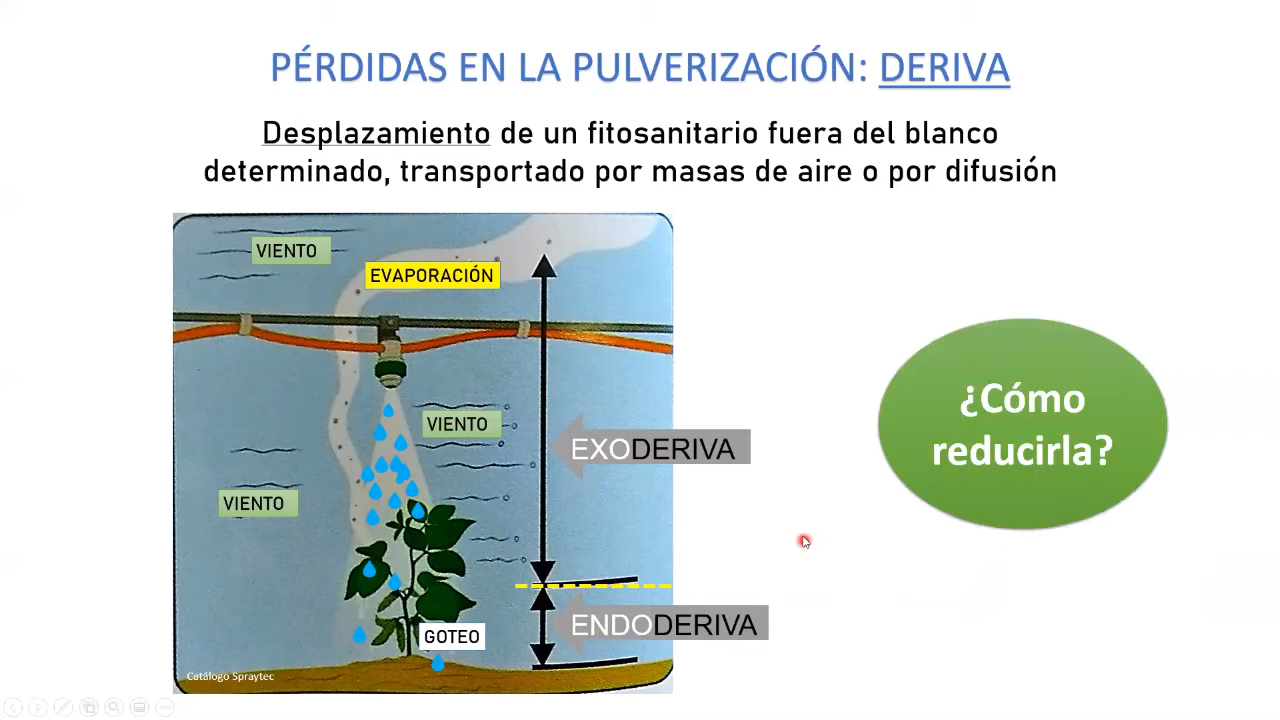 PÉRDIDAS EN LA PULVERIZACIÓN: DERIVA
Desplazamiento de un fitosanitario fuera del blanco
determinado, transportado por masas de aire o por difusión
VIENTO
EVAPORACIÓN
VIENTO
EXODERIVA
VIENTO
¿Cómo
reducirla?
ENDODERIVA
GOTEO
Catálogo Spraytec